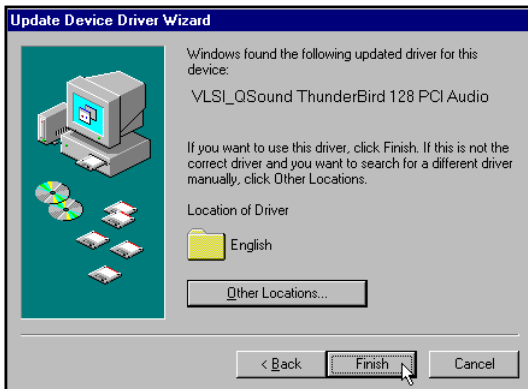 Update Device Driver Wizard
Windows found the following updated driver for this
device:
VLSI_QSound ThunderBird 128 PCI Audio
If you want to use this driver, click Finish. If this is not the
correct driver and you want to search for a different driver
manually, click Other Locations.
Location of Driver
English
Other Locations...
< Back
Finish
Cancel